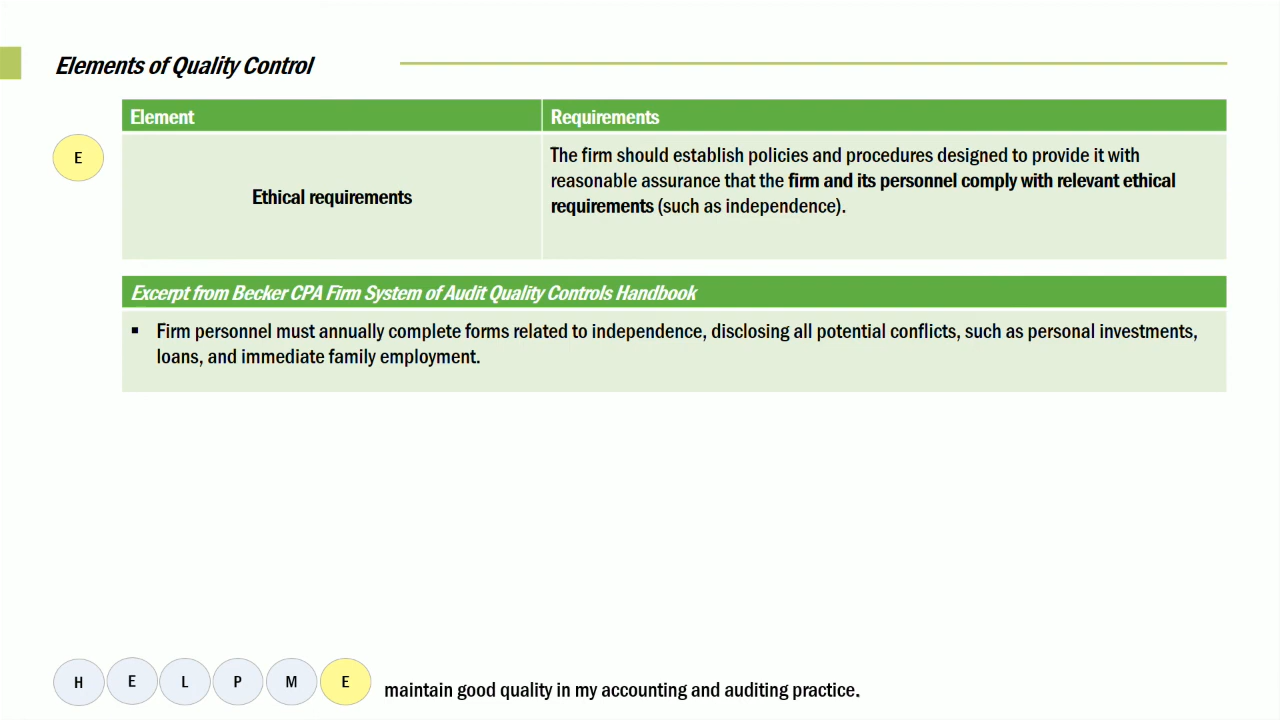 Elements of Quality Control
Element
Requirements
E
Ethical requirements
The firm should establish policies and procedures designed to provide it with
reasonable assurance that the firm and its personnel comply with relevant ethical
requirements (such as independence).
Excerpt from Becker CPA Firm System of Audit Quality Controls Handbook
▪ Firm personnel must annually complete forms related to independence, disclosing all potential conflicts, such as personal investments,
loans, and immediate family employment.
H E L P M E maintain good quality in my accounting and auditing practice.